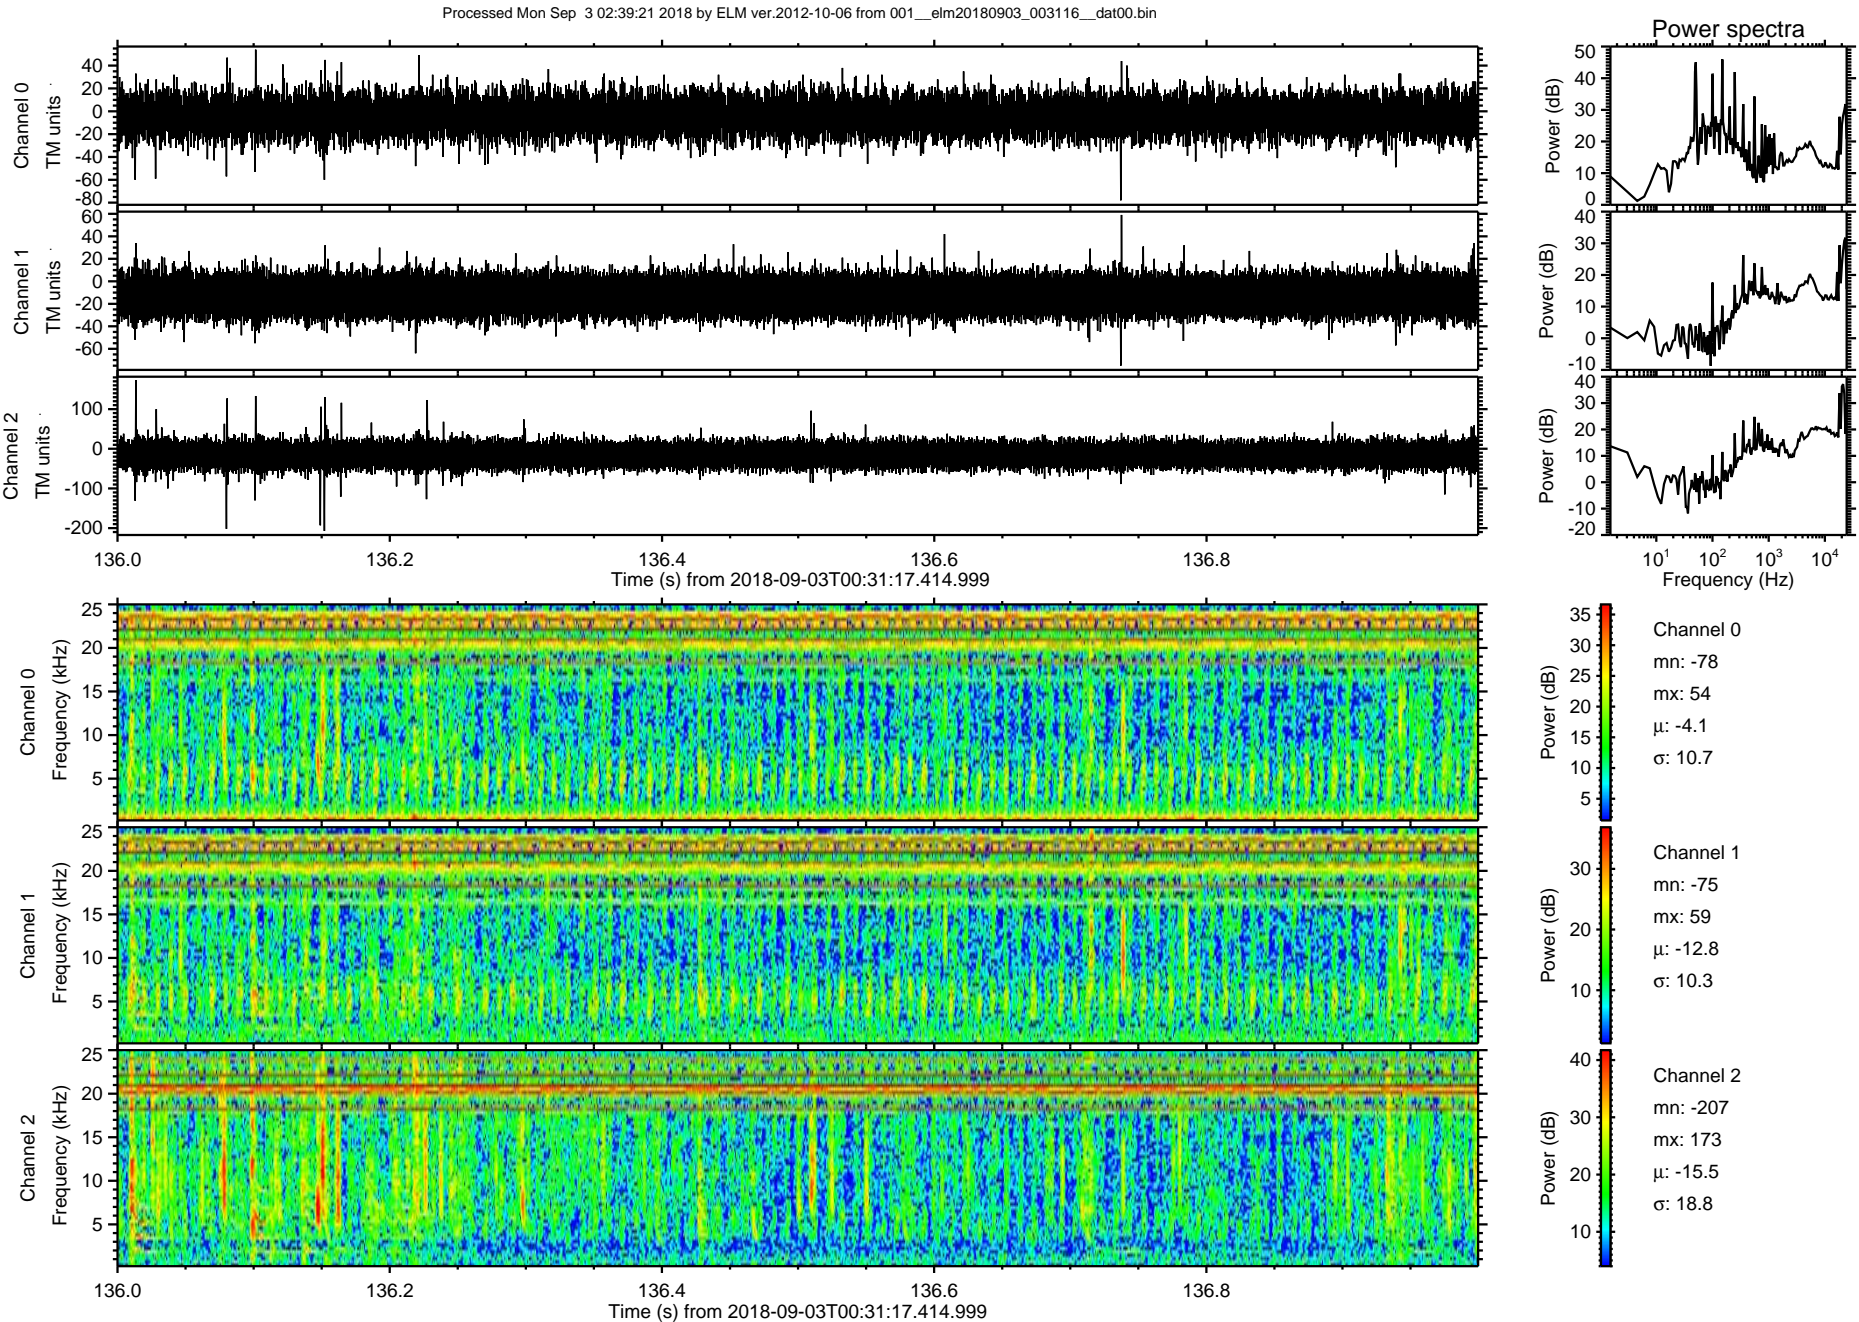 Processed Mon Sep  3 02:39:21 2018 by ELM ver.2012-10-06 from 001__elm20180903_003116__dat00.bin
Power spectra
Channel 0
TM units
40
20
0
-20
-40
-60
-80
Power (dB)
50
40
30
20
10
0
Channel 1
TM units
60
40
20
0
-20
-40
-60
Power (dB)
40
30
20
10
0
-10
Channel 2
TM units
100
0
-100
-200
Power (dB)
40
30
20
10
0
-10
-20
136.0 136.2 136.4 136.6 136.8
Time (s) from 2018-09-03T00:31:17.414.999
10¹ 10² 10³ 10⁴
Frequency (Hz)
Channel 0
Frequency (kHz)
25
20
15
10
5
Power (dB)
35
30
25
20
15
10
5
Channel 0
mn: -78
mx: 54
μ: -4.1
σ: 10.7
Channel 1
Frequency (kHz)
25
20
15
10
5
Power (dB)
30
20
10
Channel 1
mn: -75
mx: 59
μ: -12.8
σ: 10.3
Channel 2
Frequency (kHz)
25
20
15
10
5
Power (dB)
40
30
20
10
Channel 2
mn: -207
mx: 173
μ: -15.5
σ: 18.8
136.0 136.2 136.4 136.6 136.8
Time (s) from 2018-09-03T00:31:17.414.999